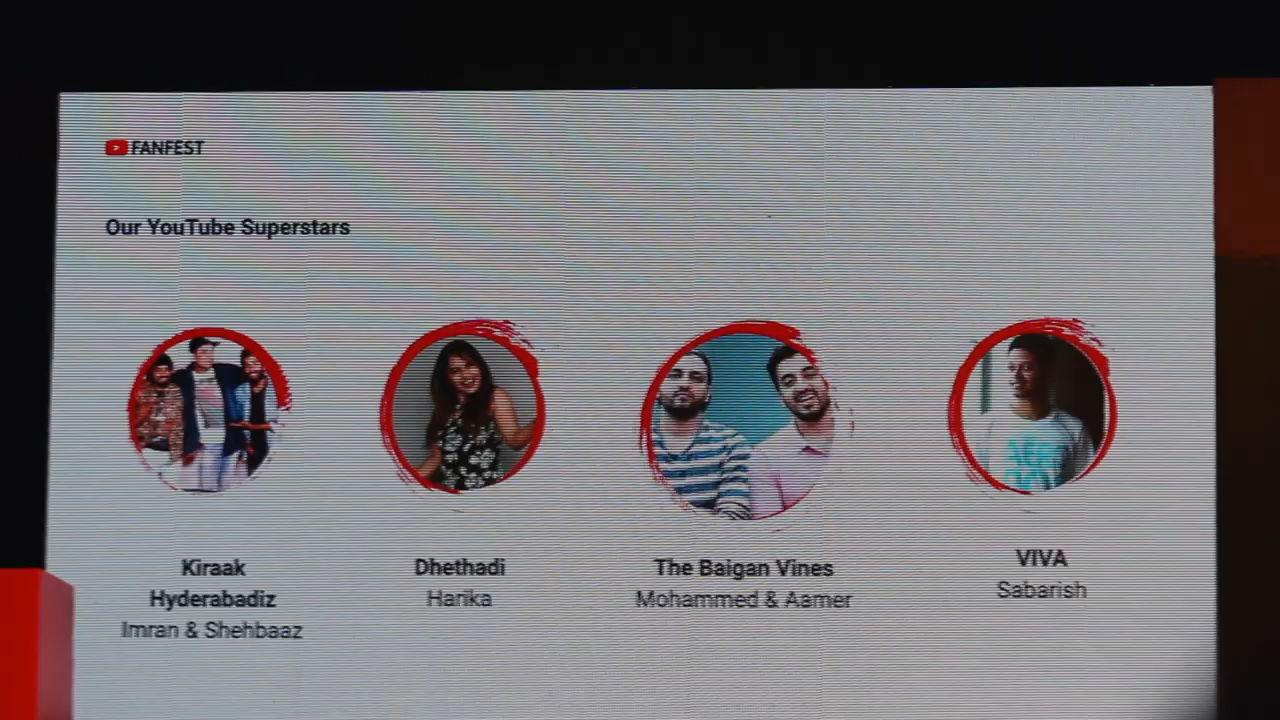 FANFEST
Our YouTube Superstars
Kiraak
Hyderabadiz
Imran & Shehbaaz
Dhethadi
Harika
The Baigan Vines
Mohammed & Aamer
VIVA
Sabarish